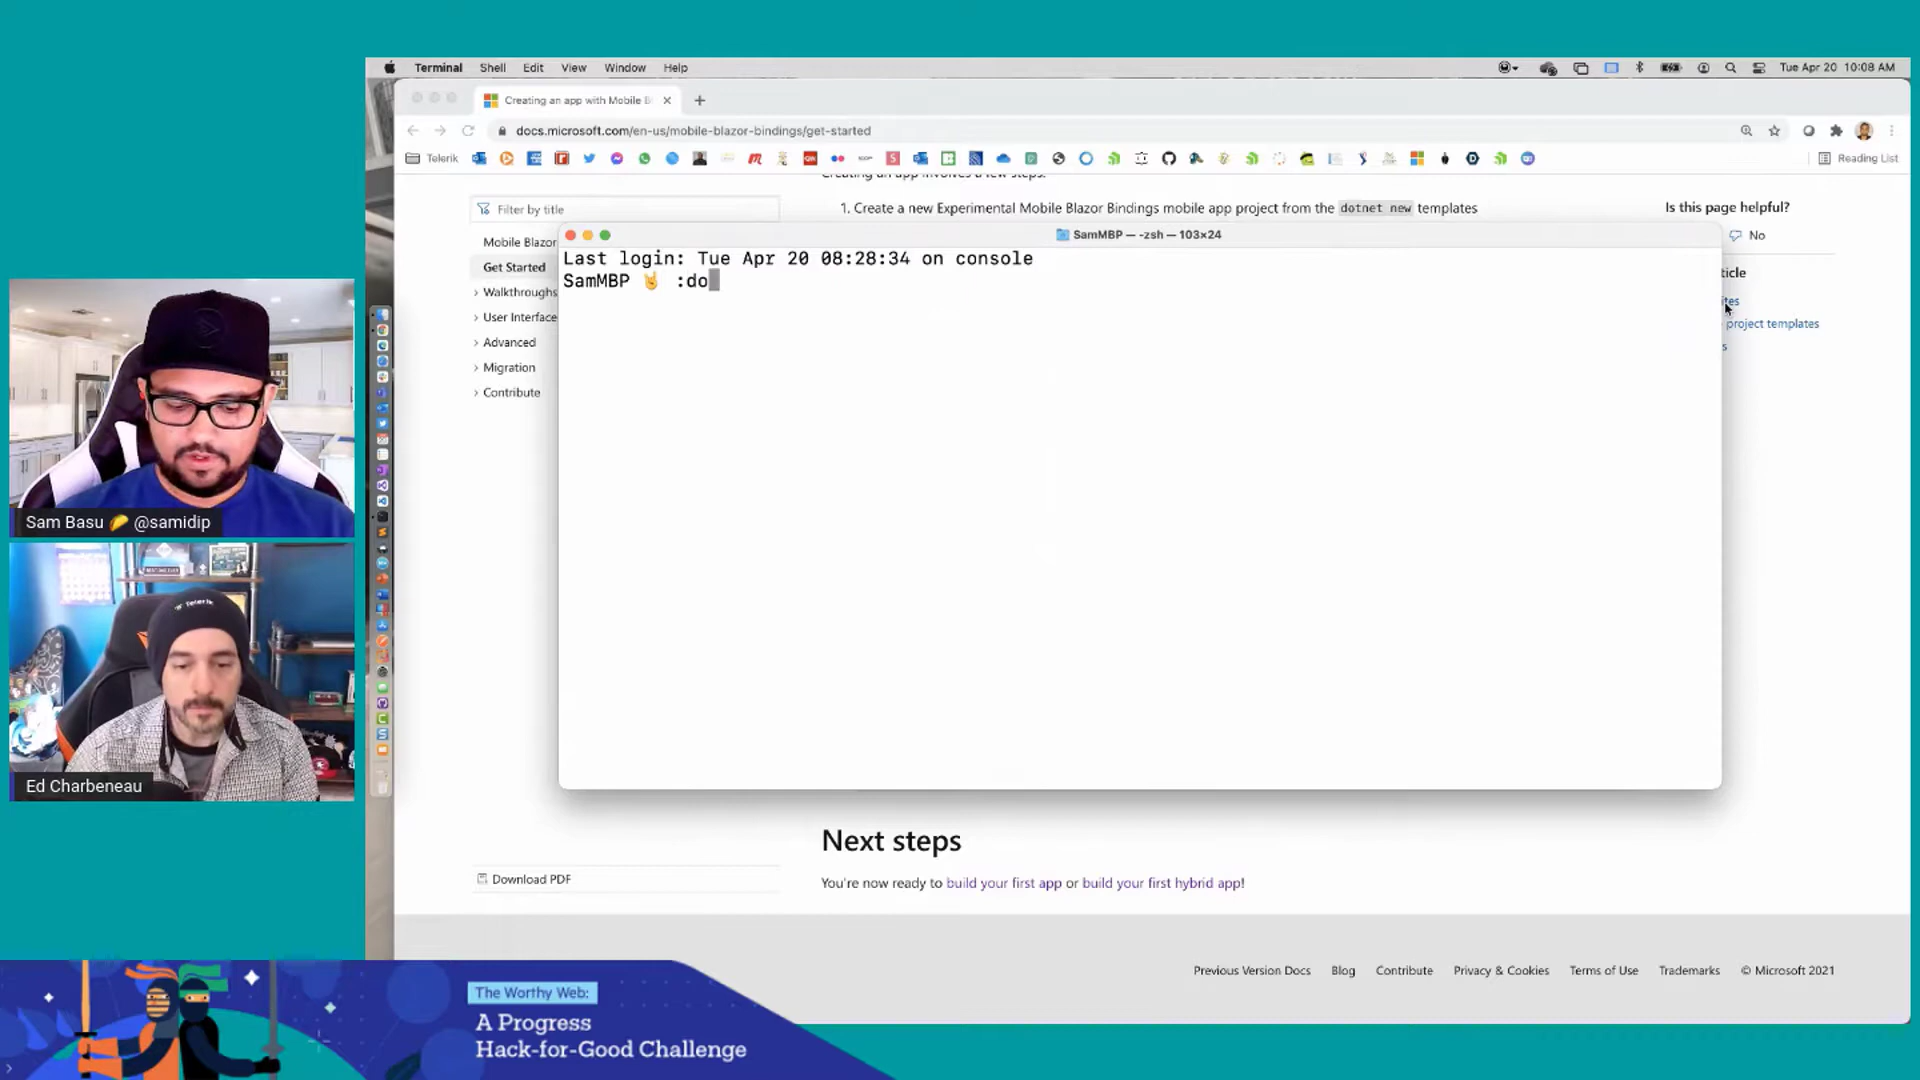 Terminal Shell Edit View Window Help
Tue Apr 20 10:08 AM
Creating an app with Mobile B
docs.microsoft.com/en-us/mobile-blazor-bindings/get-started
Telerik
Reading List
Filter by title
1. Create a new Experimental Mobile Blazor Bindings mobile app project from the dotnet new templates
Is this page helpful?
No
Mobile Blazor
Get Started
Walkthroughs
User Interface
Advanced
Migration
Contribute
SamMBP — -zsh — 103×24
Last login: Tue Apr 20 08:28:34 on console
SamMBP 🤘 :do
ticle
ites
project templates
s
Sam Basu 🌮 @samidip
Telerik
Ed Charbeneau
Next steps
You're now ready to build your first app or build your first hybrid app!
Download PDF
Previous Version Docs Blog Contribute Privacy & Cookies Terms of Use Trademarks © Microsoft 2021
The Worthy Web:
A Progress
Hack-for-Good Challenge